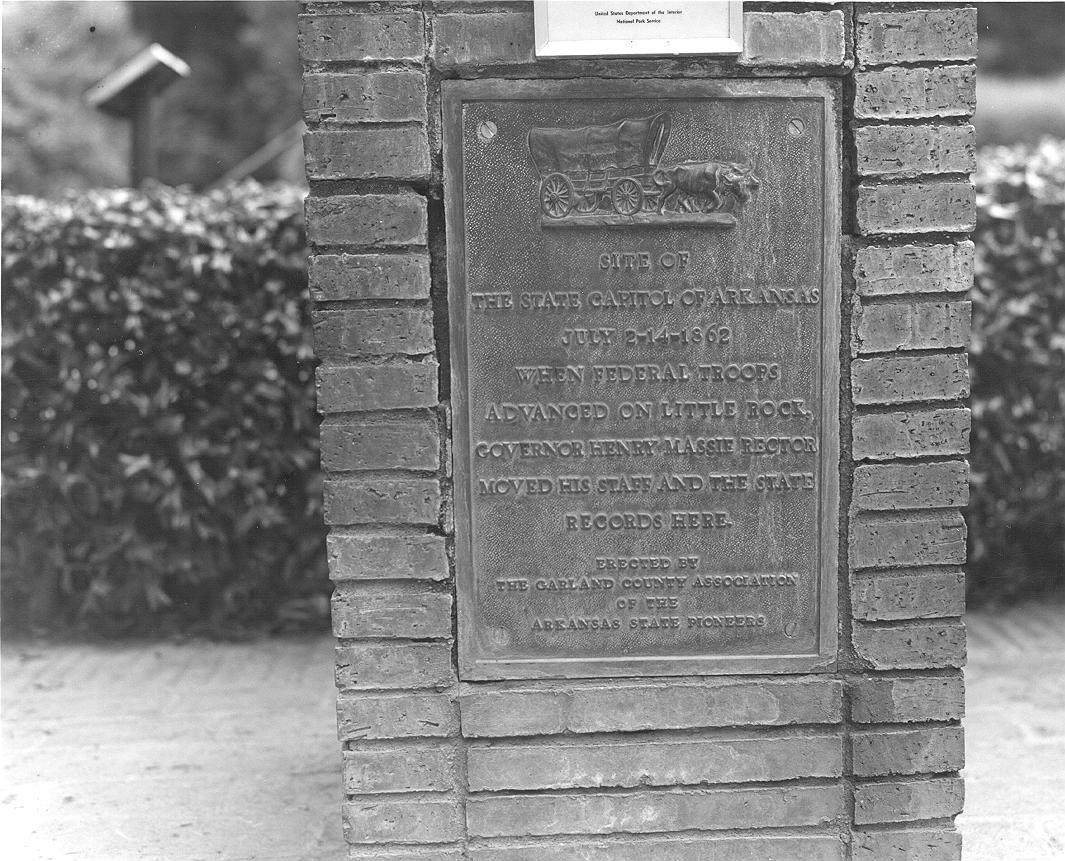 United States Department of the Interior
National Park Service
SITE OF
THE STATE CAPITOL OF ARKANSAS
JULY 2-14-1862
WHEN FEDERAL TROOPS
ADVANCED ON LITTLE ROCK,
GOVERNOR HENRY MASSIE RECTOR
MOVED HIS STAFF AND THE STATE
RECORDS HERE.
ERECTED BY
THE GARLAND COUNTY ASSOCIATION
OF THE
ARKANSAS STATE PIONEERS